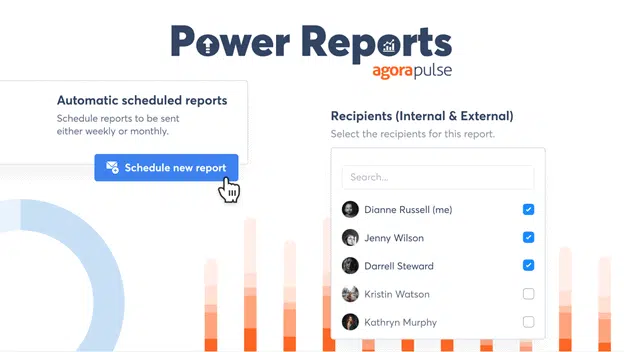 Power Reports
agorapulse
Automatic scheduled reports
Schedule reports to be sent
either weekly or monthly.
Schedule new report
Recipients (Internal & External)
Select the recipients for this report.
Search...
Dianne Russell (me)
Jenny Wilson
Darrell Steward
Kristin Watson
Kathryn Murphy